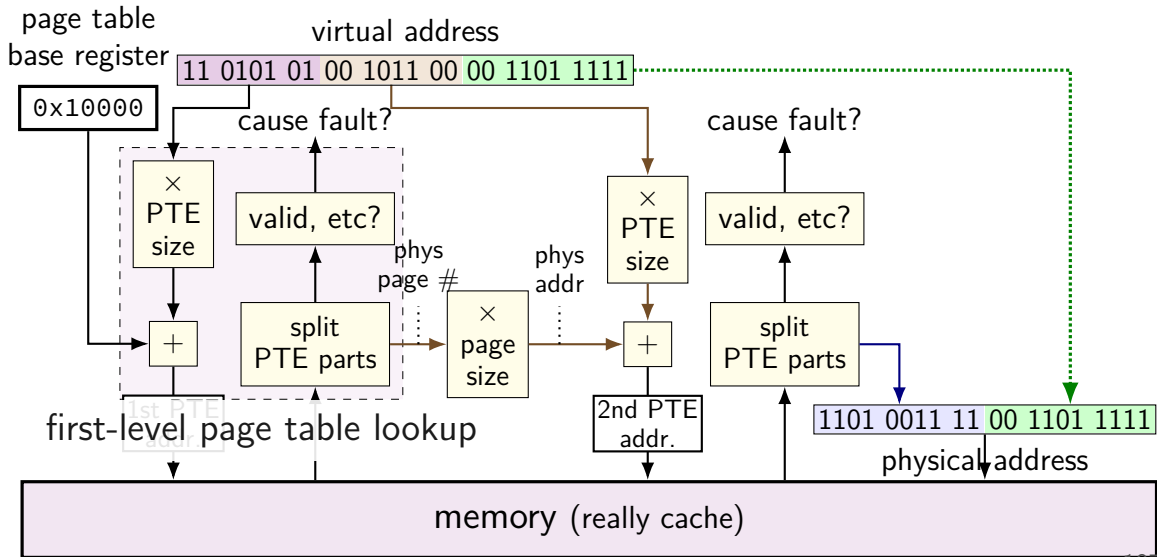 page table
base register
virtual address
11 0101 01 00 1011 00 00 1101 1111
0x10000
cause fault?
cause fault?
×
PTE
size
valid, etc?
×
PTE
size
valid, etc?
phys
page #
phys
addr
+
split
PTE parts
×
page
size
+
split
PTE parts
1st PTE
addr.
first-level page table lookup
2nd PTE
addr.
1101 0011 11 00 1101 1111
physical address
memory (really cache)